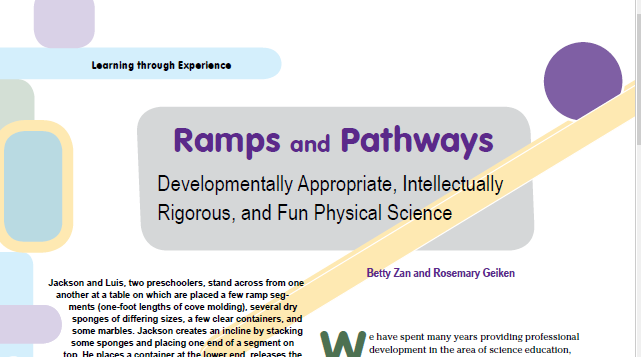 Learning through Experience
Ramps and Pathways
Developmentally Appropriate, Intellectually
Rigorous, and Fun Physical Science
Betty Zan and Rosemary Geiken
Jackson and Luis, two preschoolers, stand across from one
another at a table on which are placed a few ramp seg-
ments (one-foot lengths of cove molding), several dry
sponges of differing sizes, a few clear containers, and
some marbles. Jackson creates an incline by stacking
some sponges and placing one end of a segment on
top. He places a container at the lower end, releases the
We have spent many years providing professional
development in the area of science education,